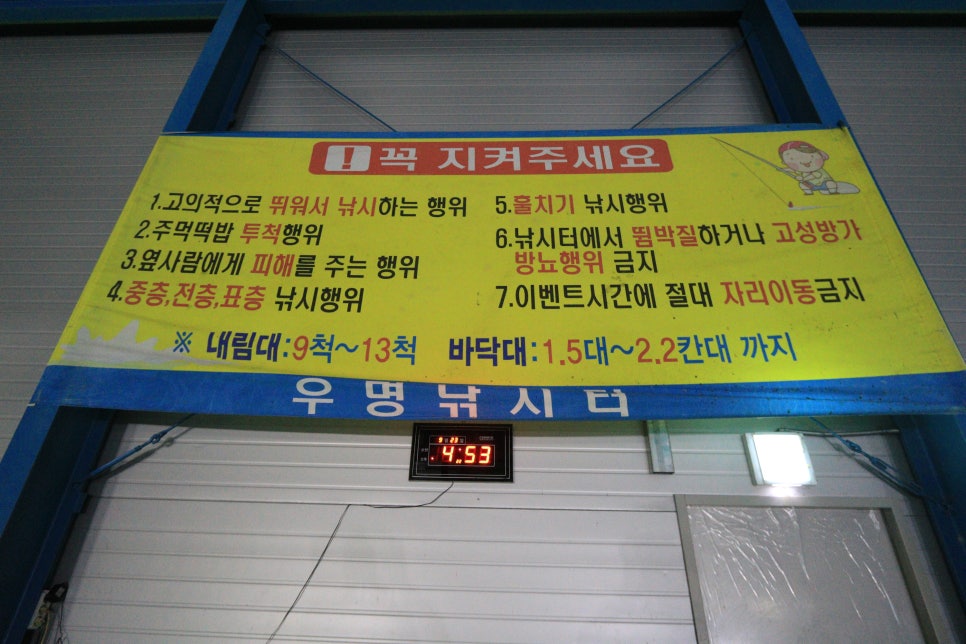 ! 꼭 지켜주세요
1.고의적으로 뛰워서 낚시하는 행위
2.주먹떡밥 투척행위
3.옆사람에게 피해를 주는 행위
4.중층,전층,표층 낚시행위
5.훌치기 낚시행위
6.낚시터에서 뜀박질하거나 고성방가
방뇨행위 금지
7.이벤트시간에 절대 자리이동금지
※ 내림대:9척~13척 바닥대:1.5대~2.2칸대 까지
우명낚시터
4:53